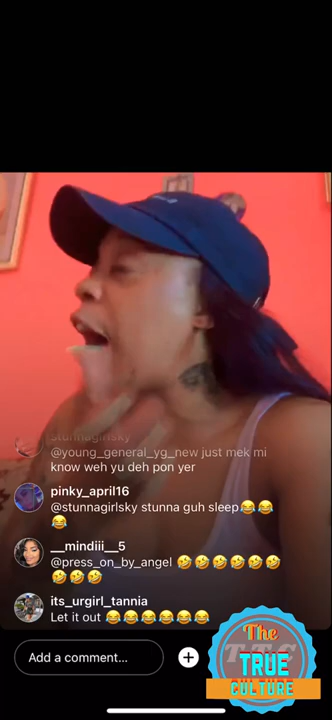 stunnagirlsky
@young_general_yg_new just mek mi
know weh yu deh pon yer
pinky_april16
@stunnagirlsky stunna guh sleep😂😂
😂
__mindiii__5
@press_on_by_angel 🤣🤣🤣🤣🤣🤣
🤣🤣🤣
its_urgirl_tannia
Let it out 😂😂😂😂😂😂
Add a comment...
The
TRUE
CULTURE